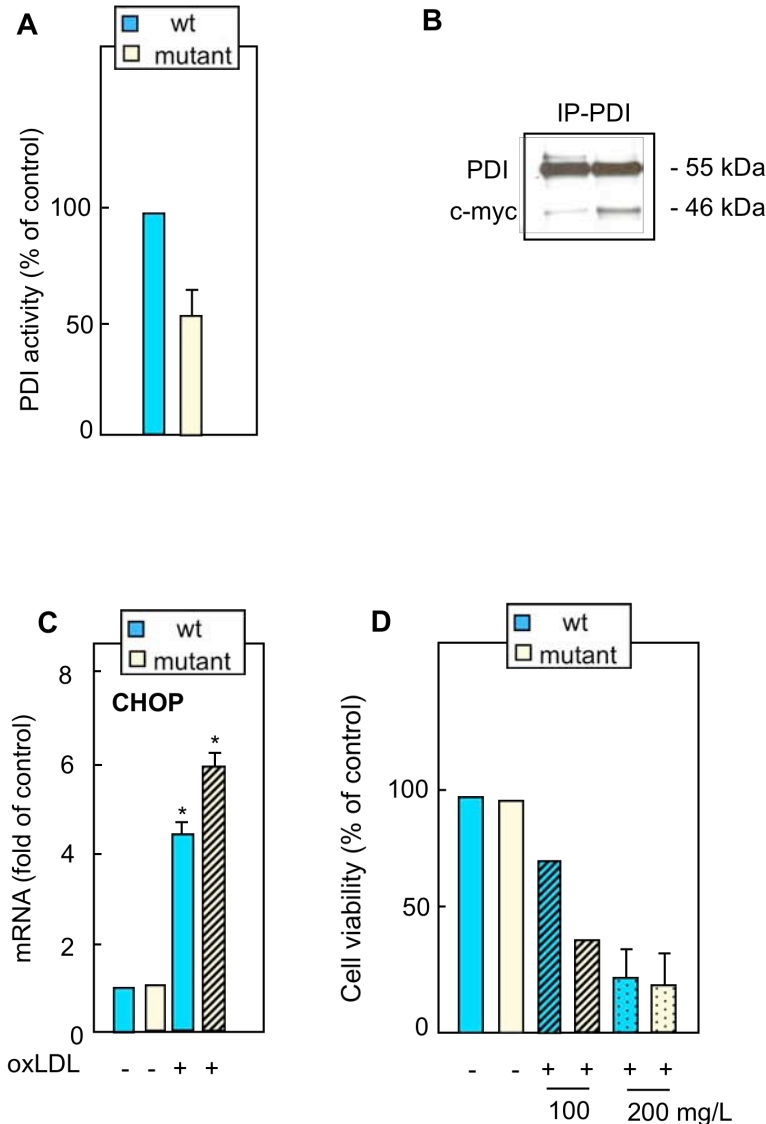 A
wt
mutant
PDI activity (% of control)
100
50
0
B
IP-PDI
PDI
- 55 kDa
c-myc
- 46 kDa
C
wt
mutant
CHOP
mRNA (fold of control)
8
6
4
2
0
*
*
oxLDL
- - + +
D
wt
mutant
Cell viability (% of control)
100
50
0
- - + + + +
100 200 mg/L